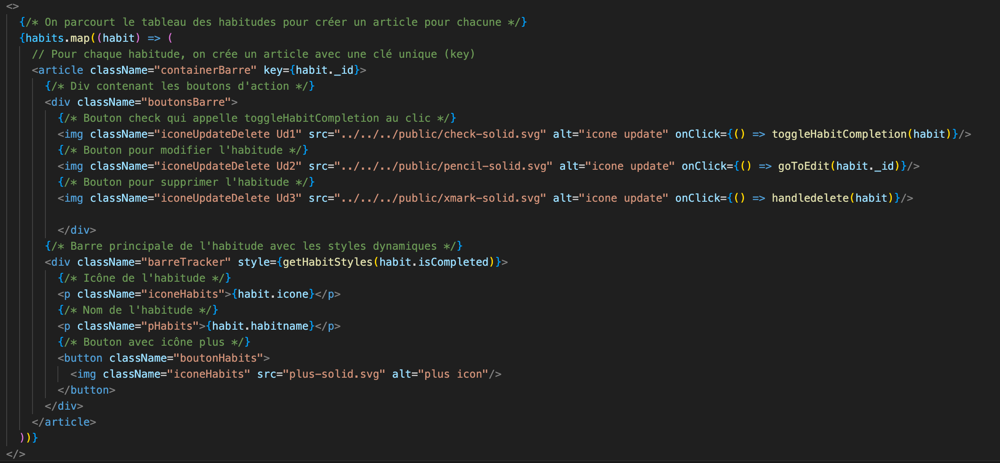 <>
{/* On parcourt le tableau des habitudes pour créer un article pour chacune */}
{habits.map((habit) => (
// Pour chaque habitude, on crée un article avec une clé unique (key)
<article className="containerBarre" key={habit._id}>
{/* Div contenant les boutons d'action */}
<div className="boutonsBarre">
{/* Bouton check qui appelle toggleHabitCompletion au clic */}
<img className="iconeUpdateDelete Ud1" src="../../../public/check-solid.svg" alt="icone update" onClick={() => toggleHabitCompletion(habit)}/>
{/* Bouton pour modifier l'habitude */}
<img className="iconeUpdateDelete Ud2" src="../../../public/pencil-solid.svg" alt="icone update" onClick={() => goToEdit(habit._id)}/>
{/* Bouton pour supprimer l'habitude */}
<img className="iconeUpdateDelete Ud3" src="../../../public/xmark-solid.svg" alt="icone update" onClick={() => handledelete(habit)}/>
</div>
{/* Barre principale de l'habitude avec les styles dynamiques */}
<div className="barreTracker" style={getHabitStyles(habit.isCompleted)}>
{/* Icône de l'habitude */}
<p className="iconeHabits">{habit.icone}</p>
{/* Nom de l'habitude */}
<p className="pHabits">{habit.habitname}</p>
{/* Bouton avec icône plus */}
<button className="boutonHabits">
<img className="iconeHabits" src="plus-solid.svg" alt="plus icon"/>
</button>
</div>
</article>
))}
</>